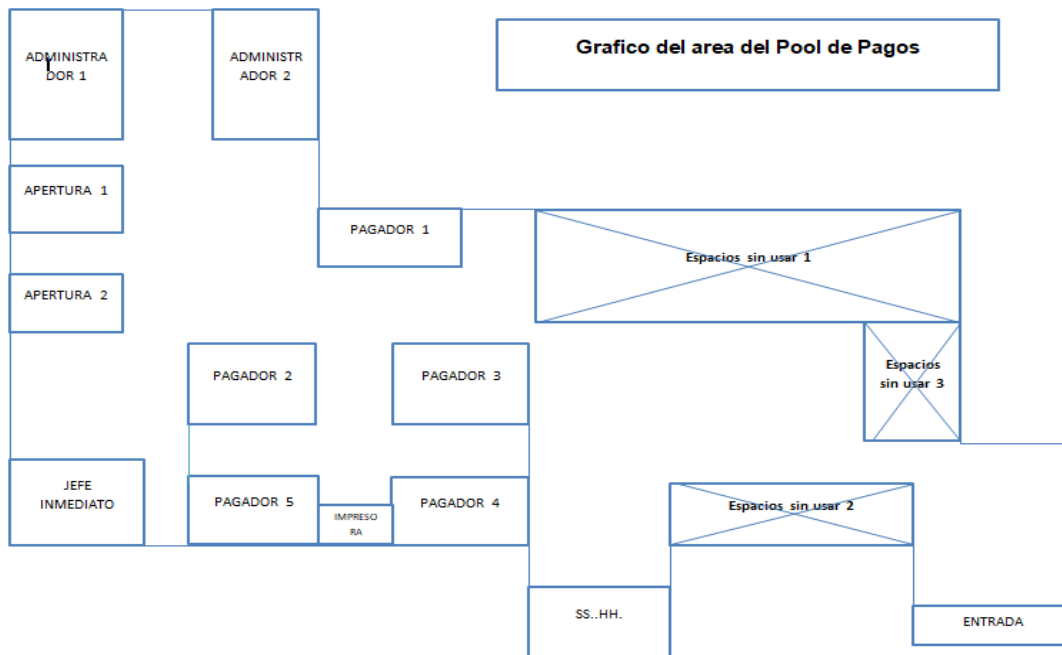 Grafico del area del Pool de Pagos
ADMINISTRA
DOR 1
ADMINISTR
ADOR 2
APERTURA 1
PAGADOR 1
Espacios sin usar 1
APERTURA 2
PAGADOR 2
PAGADOR 3
Espacios
sin usar 3
JEFE
INMEDIATO
PAGADOR 5
IMPRESO
RA
PAGADOR 4
Espacios sin usar 2
SS..HH.
ENTRADA